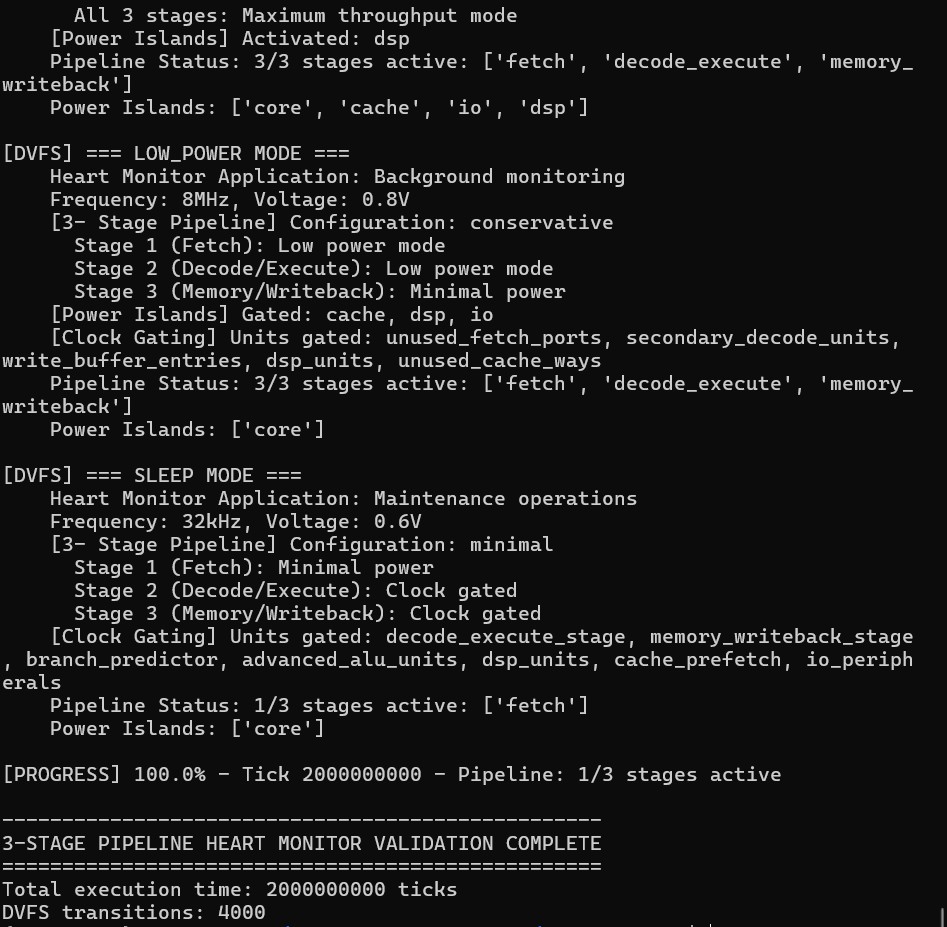 All 3 stages: Maximum throughput mode
[Power Islands] Activated: dsp
Pipeline Status: 3/3 stages active: ['fetch', 'decode_execute', 'memory_
writeback']
Power Islands: ['core', 'cache', 'io', 'dsp']
[DVFS] === LOW_POWER MODE ===
Heart Monitor Application: Background monitoring
Frequency: 8MHz, Voltage: 0.8V
[3- Stage Pipeline] Configuration: conservative
Stage 1 (Fetch): Low power mode
Stage 2 (Decode/Execute): Low power mode
Stage 3 (Memory/Writeback): Minimal power
[Power Islands] Gated: cache, dsp, io
[Clock Gating] Units gated: unused_fetch_ports, secondary_decode_units,
write_buffer_entries, dsp_units, unused_cache_ways
Pipeline Status: 3/3 stages active: ['fetch', 'decode_execute', 'memory_
writeback']
Power Islands: ['core']
[DVFS] === SLEEP MODE ===
Heart Monitor Application: Maintenance operations
Frequency: 32kHz, Voltage: 0.6V
[3- Stage Pipeline] Configuration: minimal
Stage 1 (Fetch): Minimal power
Stage 2 (Decode/Execute): Clock gated
Stage 3 (Memory/Writeback): Clock gated
[Clock Gating] Units gated: decode_execute_stage, memory_writeback_stage
, branch_predictor, advanced_alu_units, dsp_units, cache_prefetch, io_periph
erals
Pipeline Status: 1/3 stages active: ['fetch']
Power Islands: ['core']
[PROGRESS] 100.0% - Tick 2000000000 - Pipeline: 1/3 stages active
--------------------------------------------------
3-STAGE PIPELINE HEART MONITOR VALIDATION COMPLETE
==================================================
Total execution time: 2000000000 ticks
DVFS transitions: 4000